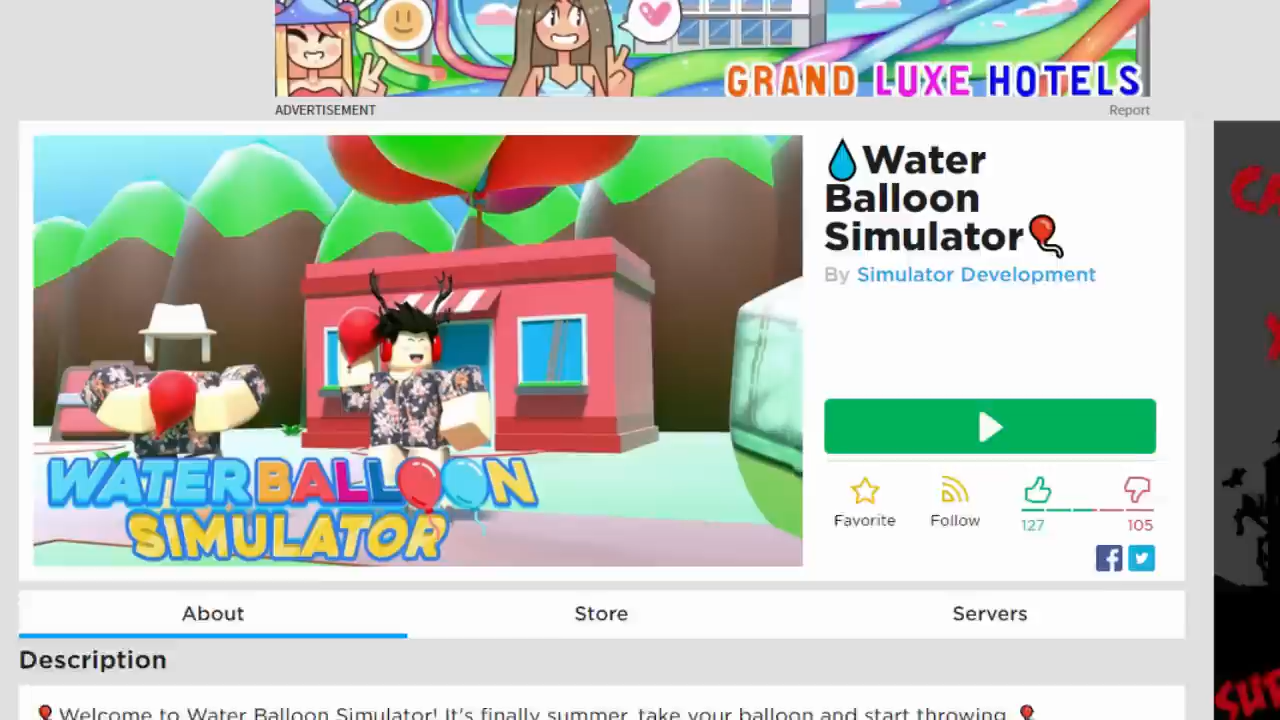 GRAND LUXE HOTELS
ADVERTISEMENT
Report
💧Water
Balloon
Simulator🎈
By Simulator Development
WATER BALLOON
SIMULATOR
Favorite
Follow
127
105
About
Store
Servers
Description
🎈Welcome to Water Balloon Simulator! It's finally summer, take your balloon and start throwing. 🎈